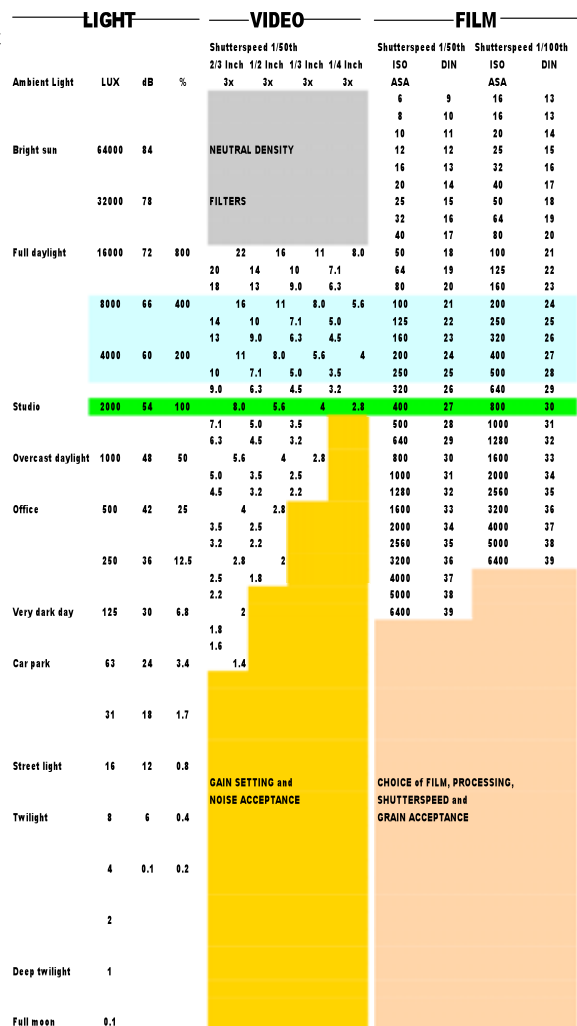 LIGHT VIDEO FILM
Shutterspeed 1/50th Shutterspeed 1/50th Shutterspeed 1/100th
2/3 Inch 1/2 Inch 1/3 Inch 1/4 Inch ISO DIN ISO DIN
Ambient Light LUX dB % 3x 3x 3x 3x ASA ASA
6 9 16 13
8 10 16 13
10 11 20 14
Bright sun 64000 84 NEUTRAL DENSITY 12 12 25 15
16 13 32 16
20 14 40 17
32000 78 FILTERS 25 15 50 18
32 16 64 19
40 17 80 20
Full daylight 16000 72 800 22 16 11 8.0 50 18 100 21
20 14 10 7.1 64 19 125 22
18 13 9.0 6.3 80 20 160 23
8000 66 400 16 11 8.0 5.6 100 21 200 24
14 10 7.1 5.0 125 22 250 25
13 9.0 6.3 4.5 160 23 320 26
4000 60 200 11 8.0 5.6 4 200 24 400 27
10 7.1 5.0 3.5 250 25 500 28
9.0 6.3 4.5 3.2 320 26 640 29
Studio 2000 54 100 8.0 5.6 4 2.8 400 27 800 30
7.1 5.0 3.5 500 28 1000 31
6.3 4.5 3.2 640 29 1280 32
Overcast daylight 1000 48 50 5.6 4 2.8 800 30 1600 33
5.0 3.5 2.5 1000 31 2000 34
4.5 3.2 2.2 1280 32 2560 35
Office 500 42 25 4 2.8 1600 33 3200 36
3.5 2.5 2000 34 4000 37
3.2 2.2 2560 35 5000 38
250 36 12.5 2.8 2 3200 36 6400 39
2.5 1.8 4000 37
2.2 5000 38
Very dark day 125 30 6.8 2 6400 39
1.8
1.6
Car park 63 24 3.4 1.4
31 18 1.7
Street light 16 12 0.8
GAIN SETTING and CHOICE of FILM, PROCESSING,
NOISE ACCEPTANCE SHUTTERSPEED and
Twilight 8 6 0.4 GRAIN ACCEPTANCE
4 0.1 0.2
2
Deep twilight 1
Full moon 0.1